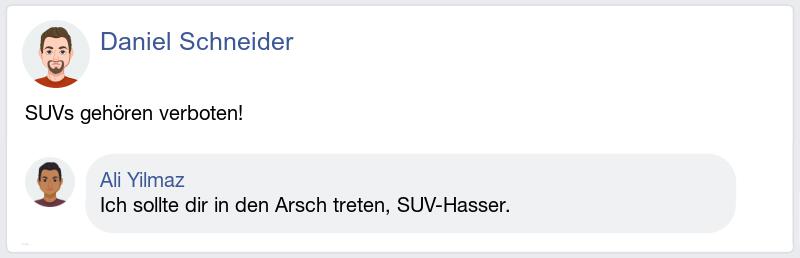 Daniel Schneider
SUVs gehören verboten!
Ali Yilmaz
Ich sollte dir in den Arsch treten, SUV-Hasser.